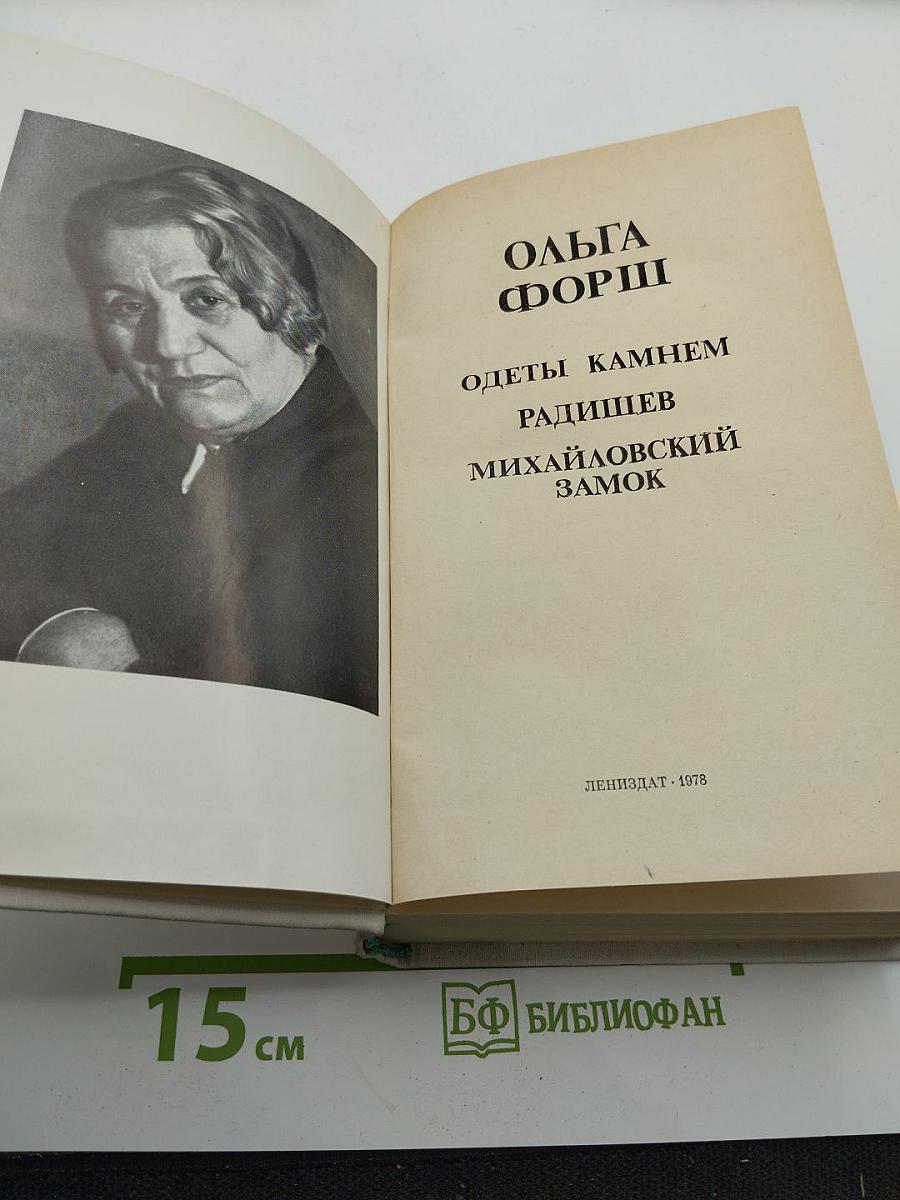 ОЛЬГА
ФОРШ
ОДЕТЫ КАМНЕМ
РАДИЩЕВ
МИХАЙЛОВСКИЙ
ЗАМОК
ЛЕНИЗДАТ · 1978
15 см
БФ БИБЛИОФАН